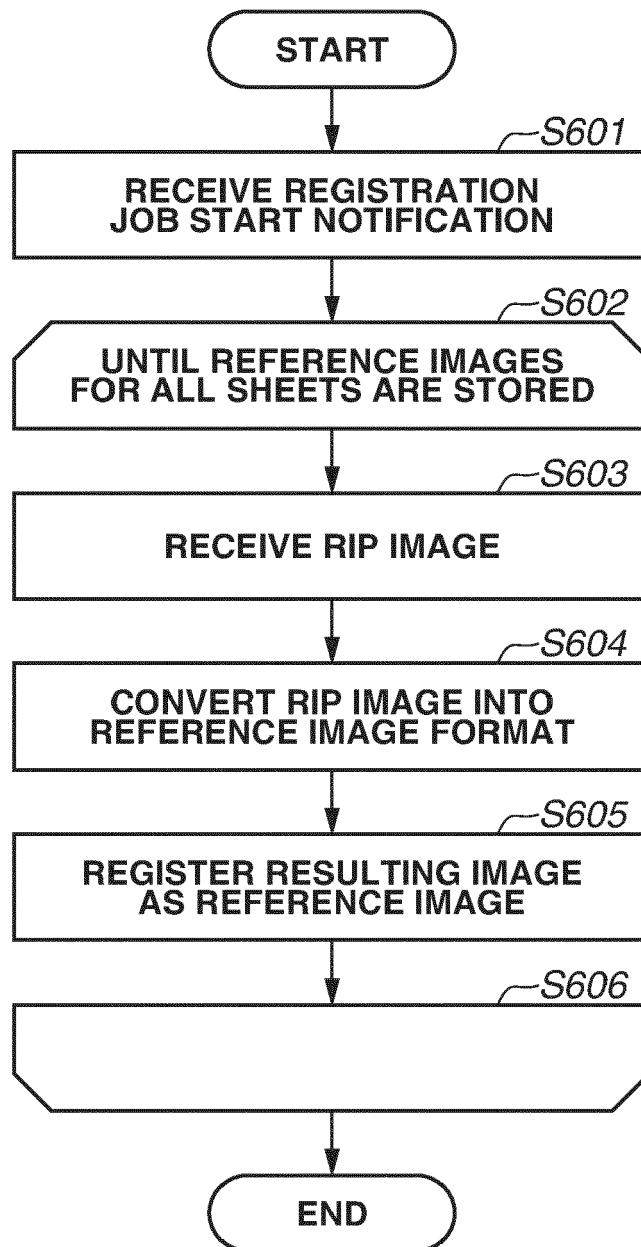 START
S601
RECEIVE REGISTRATION
JOB START NOTIFICATION
S602
UNTIL REFERENCE IMAGES
FOR ALL SHEETS ARE STORED
S603
RECEIVE RIP IMAGE
S604
CONVERT RIP IMAGE INTO
REFERENCE IMAGE FORMAT
S605
REGISTER RESULTING IMAGE
AS REFERENCE IMAGE
S606
END